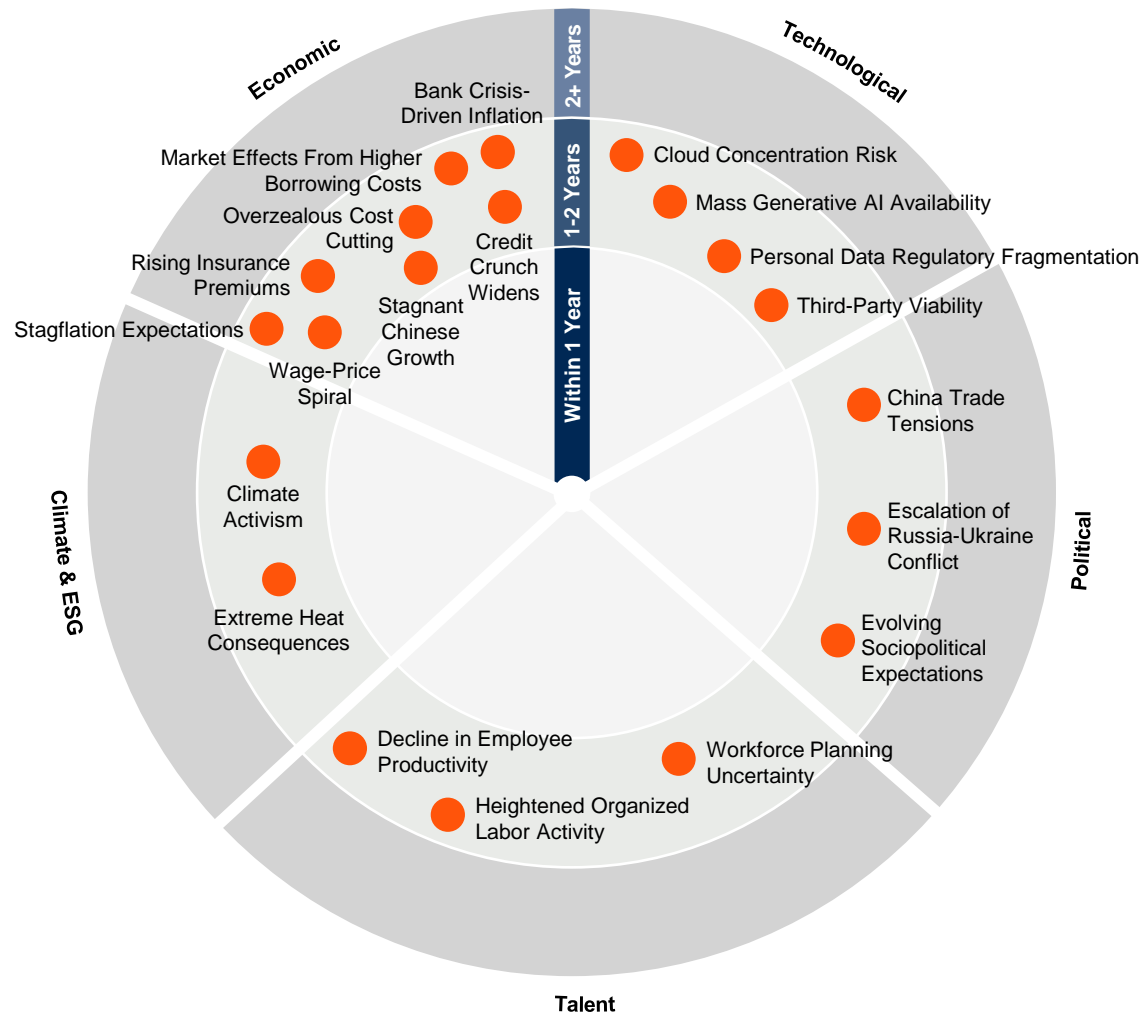 Economic
Technological
2+ Years
1-2 Years
Within 1 Year
Bank Crisis-
Driven Inflation
Market Effects From Higher
Borrowing Costs
Overzealous Cost
Cutting
Credit
Crunch
Widens
Rising Insurance
Premiums
Stagnant
Chinese
Growth
Stagflation Expectations
Wage-Price
Spiral
Cloud Concentration Risk
Mass Generative AI Availability
Personal Data Regulatory Fragmentation
Third-Party Viability
China Trade
Tensions
Escalation of
Russia-Ukraine
Conflict
Evolving
Sociopolitical
Expectations
Political
Climate & ESG
Climate
Activism
Extreme Heat
Consequences
Decline in Employee
Productivity
Heightened Organized
Labor Activity
Workforce Planning
Uncertainty
Talent